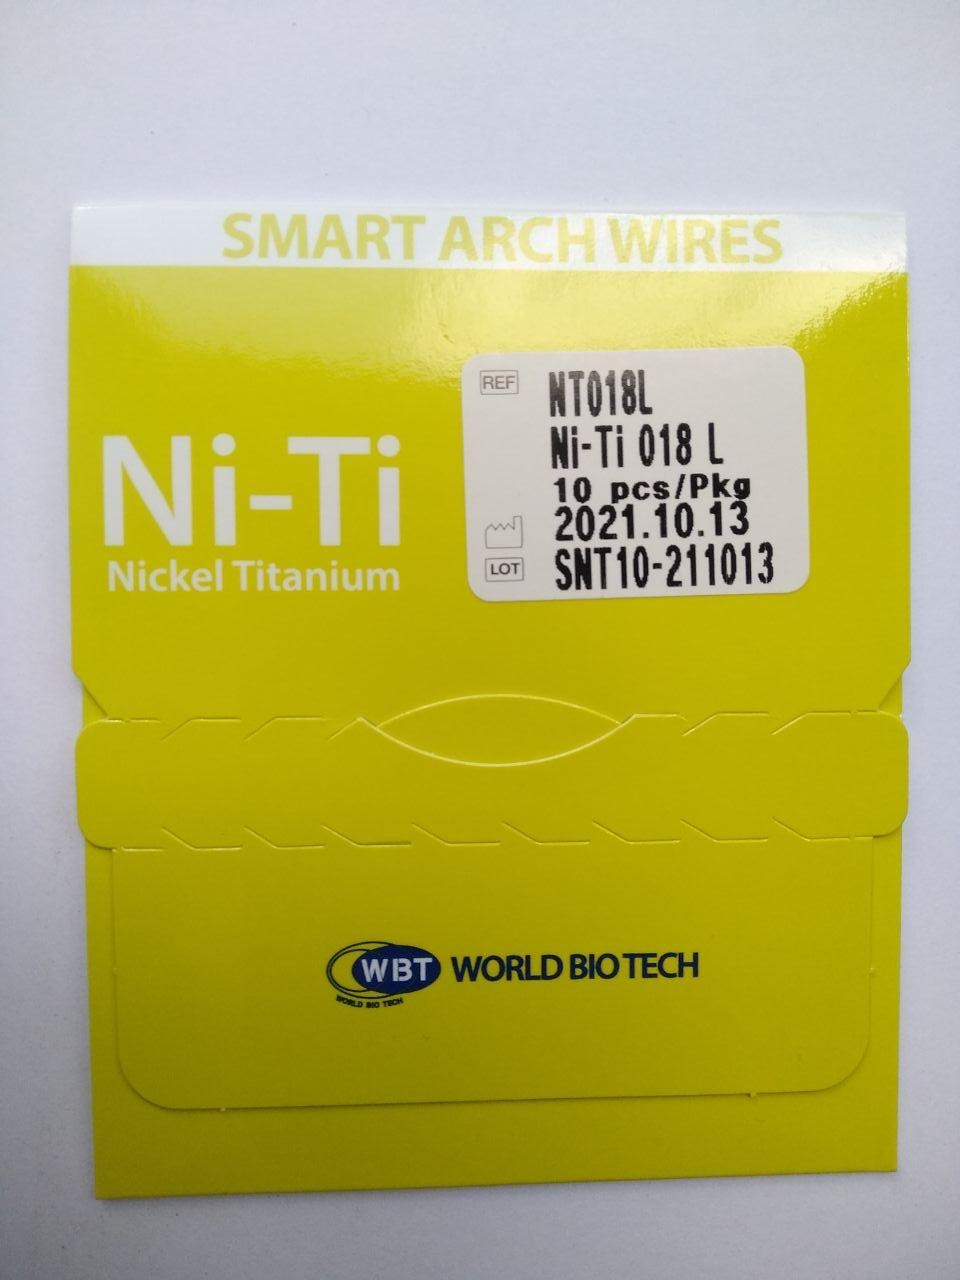 SMART ARCH WIRES
REF NT018L
Ni-Ti 018 L
10 pcs/Pkg
2021.10.13
LOT SNT10-211013
Ni-Ti
Nickel Titanium
WBT WORLD BIO TECH
WORLD BIO TECH